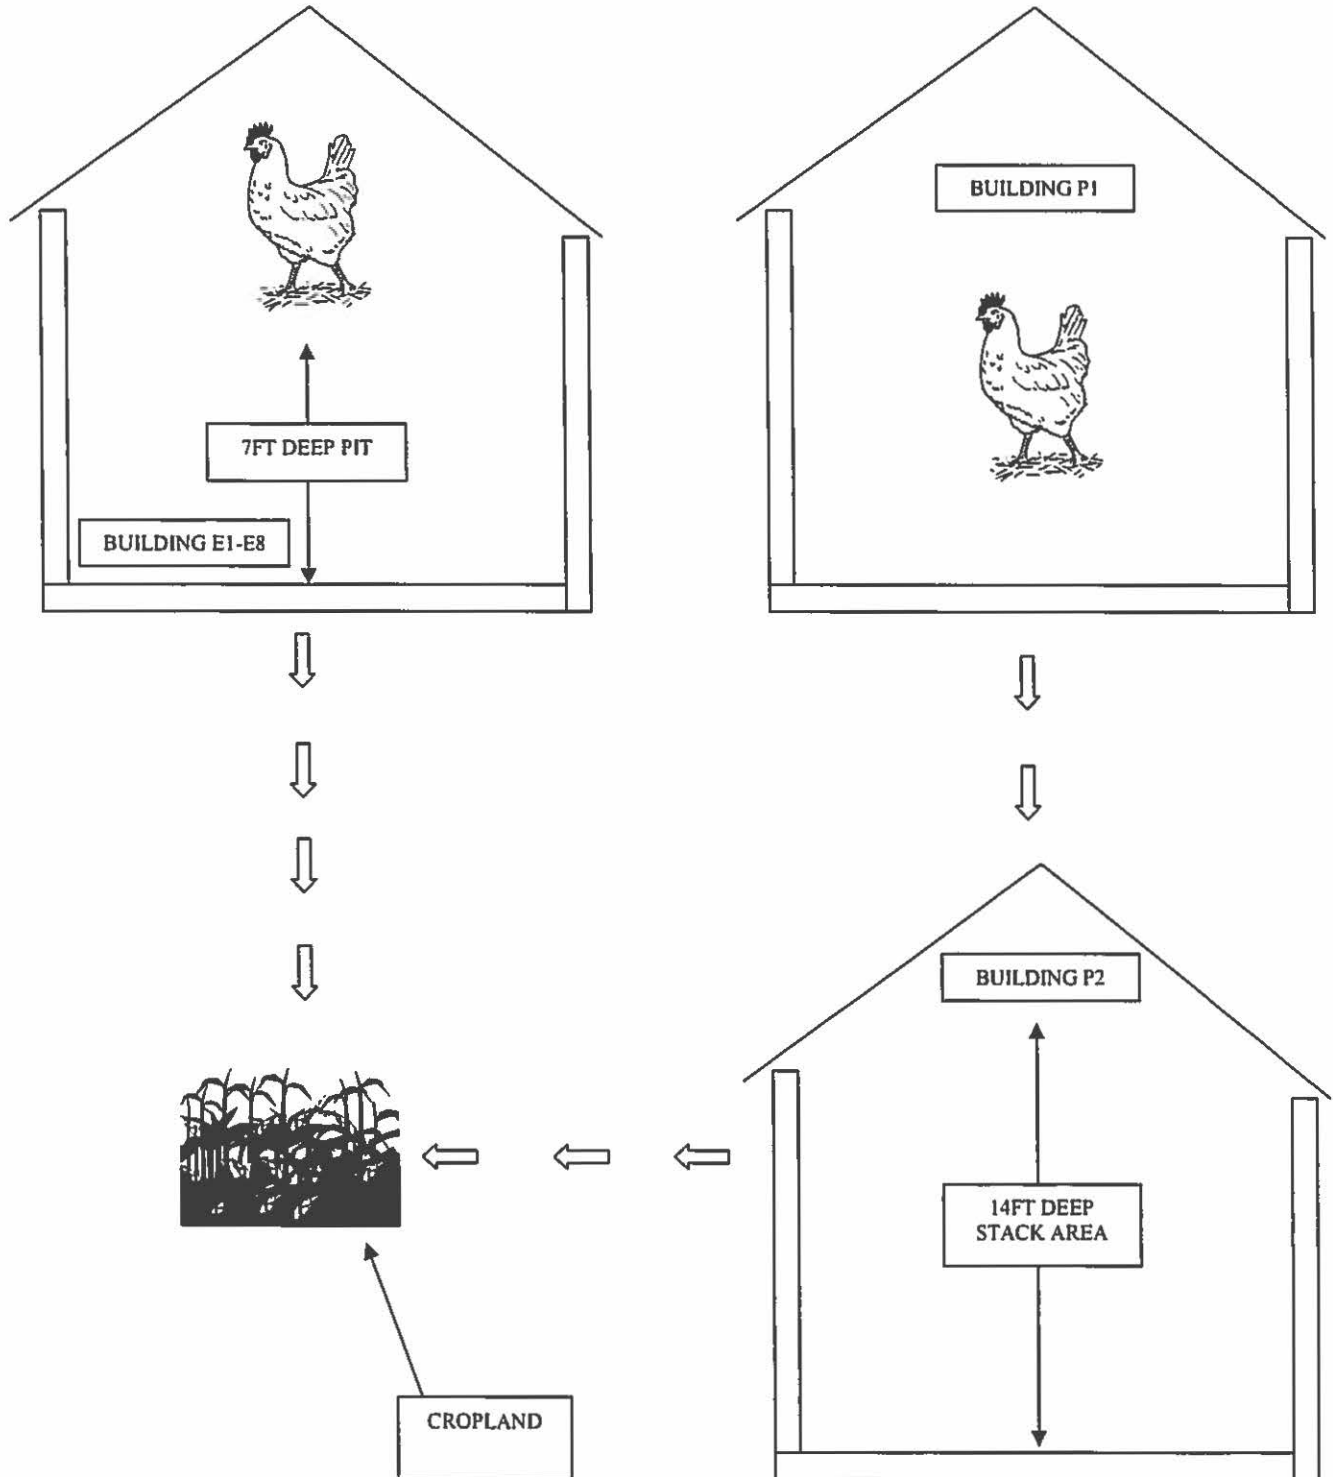 BUILDING P1
7FT DEEP PIT
BUILDING E1-E8
BUILDING P2
14FT DEEP
STACK AREA
CROPLAND